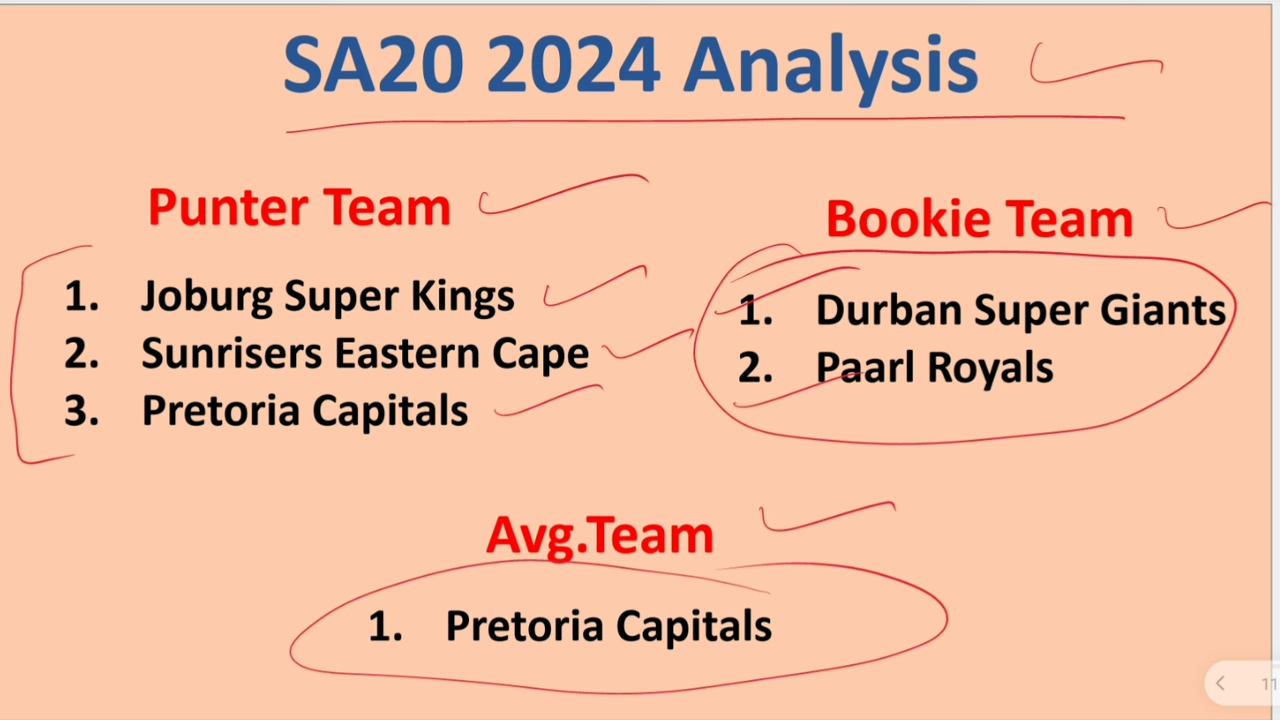 SA20 2024 Analysis
Punter Team
1. Joburg Super Kings
2. Sunrisers Eastern Cape
3. Pretoria Capitals
Bookie Team
1. Durban Super Giants
2. Paarl Royals
Avg.Team
1. Pretoria Capitals
11